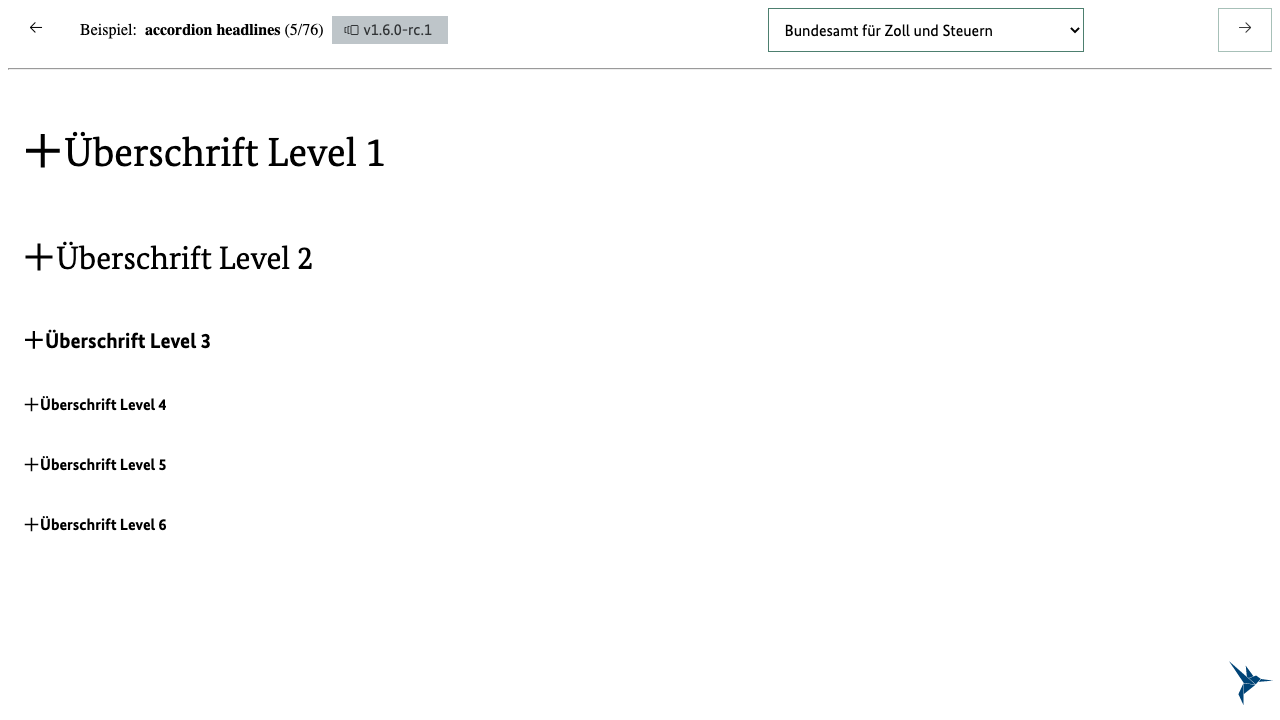 Beispiel: accordion headlines (5/76) v1.6.0-rc.1 Bundesamt für Zoll und Steuern
Überschrift Level 1
Überschrift Level 2
Überschrift Level 3
Überschrift Level 4
Überschrift Level 5
Überschrift Level 6